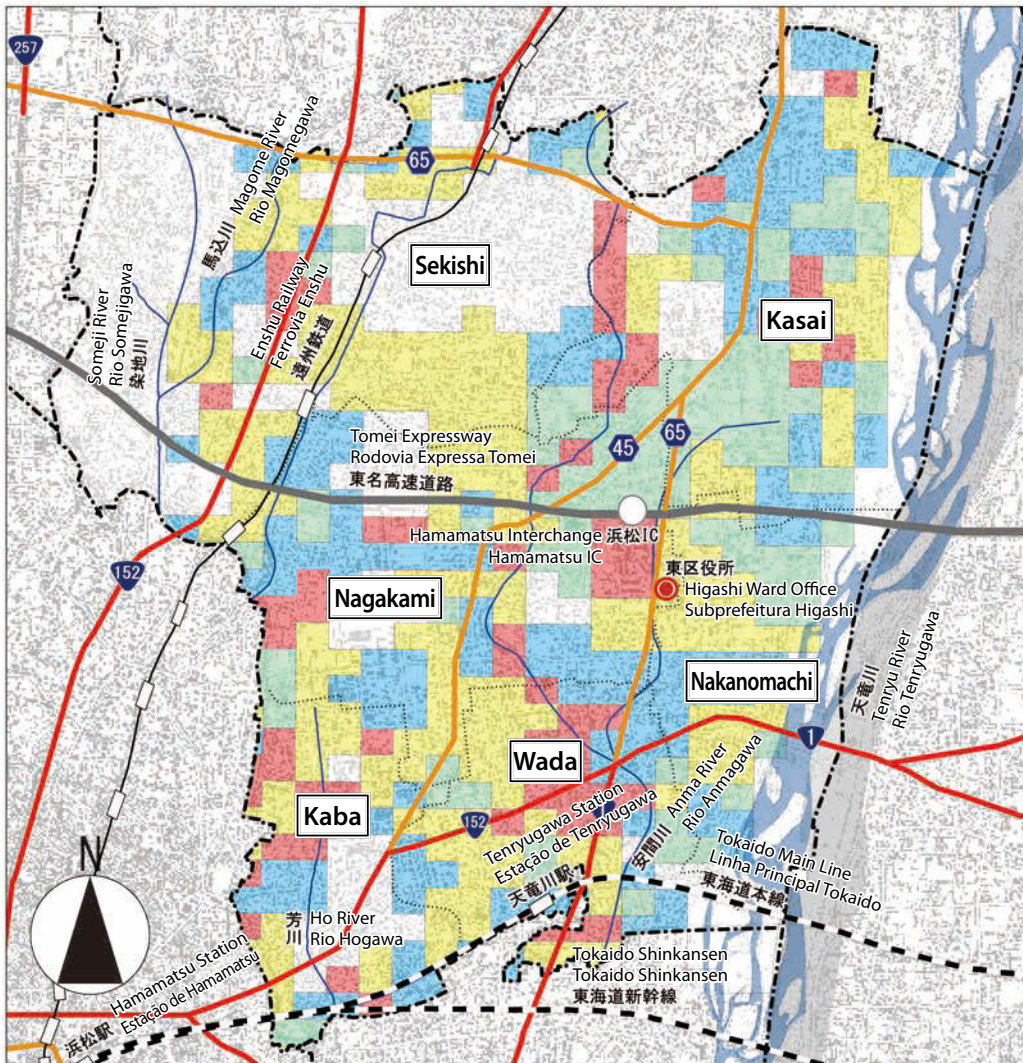 257
65
馬込川
Magome River
Rio Magomegawa
Sekishi
Kasai
Someji River
Rio Somejigawa
染地川
Enshu Railway
Ferrovia Enshu
遠州鉄道
45
65
Tomei Expressway
Rodovia Expressa Tomei
東名高速道路
Hamamatsu Interchange 浜松IC
Hamamatsu IC
152
東区役所
Higashi Ward Office
Subprefeitura Higashi
Nagakami
Nakanomachi
天竜川
Tenryu River
Rio Tenryugawa
1
Wada
Kaba
152
Tenryugawa Station
Estação de Tenryugawa
天竜川駅
安間川
Anma River
Rio Anmagawa
Tokaido Main Line
Linha Principal Tokaido
東海道本線
N
芳川
Ho River
Rio Hogawa
浜松駅
Hamamatsu Station
Estação de Hamamatsu
Tokaido Shinkansen
Tokaido Shinkansen
東海道新幹線